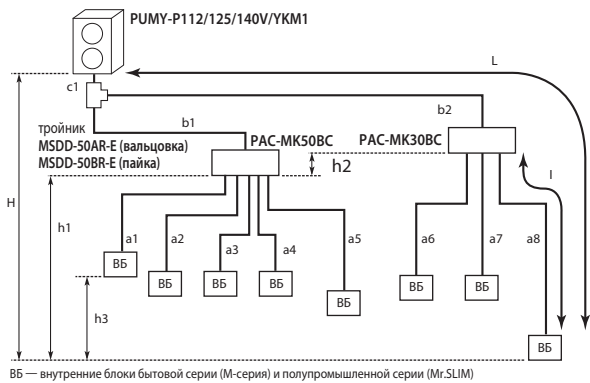 PUMY-P112/125/140V/YKM1
L
c1
b2
тройник
b1
MSDD-50AR-E (вальцовка)
PAC-MK50BC
PAC-MK30BC
MSDD-50BR-E (пайка)
h2
l
H
h1
a1
a2
a3
a4
a5
a6
a7
a8
ВБ
ВБ
ВБ
ВБ
ВБ
ВБ
ВБ
h3
ВБ
ВБ — внутренние блоки бытовой серии (М-серия) и полупромышленной серии (Mr.SLIM)